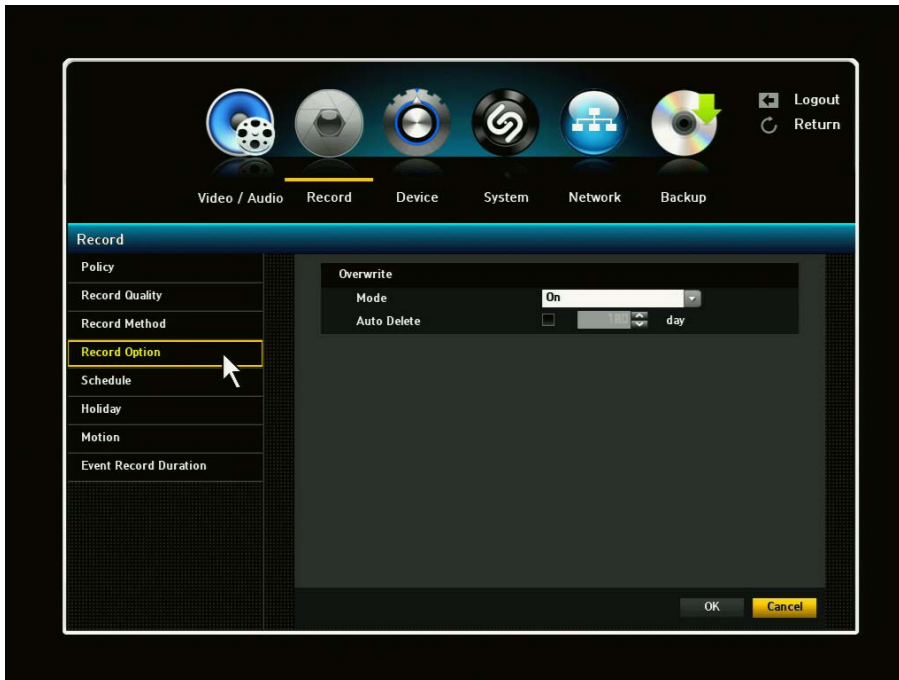 Logout
Return
Video / Audio Record Device System Network Backup
Record
Policy
Record Quality
Record Method
Record Option
Schedule
Holiday
Motion
Event Record Duration
Overwrite
Mode On
Auto Delete 180 day
OK Cancel